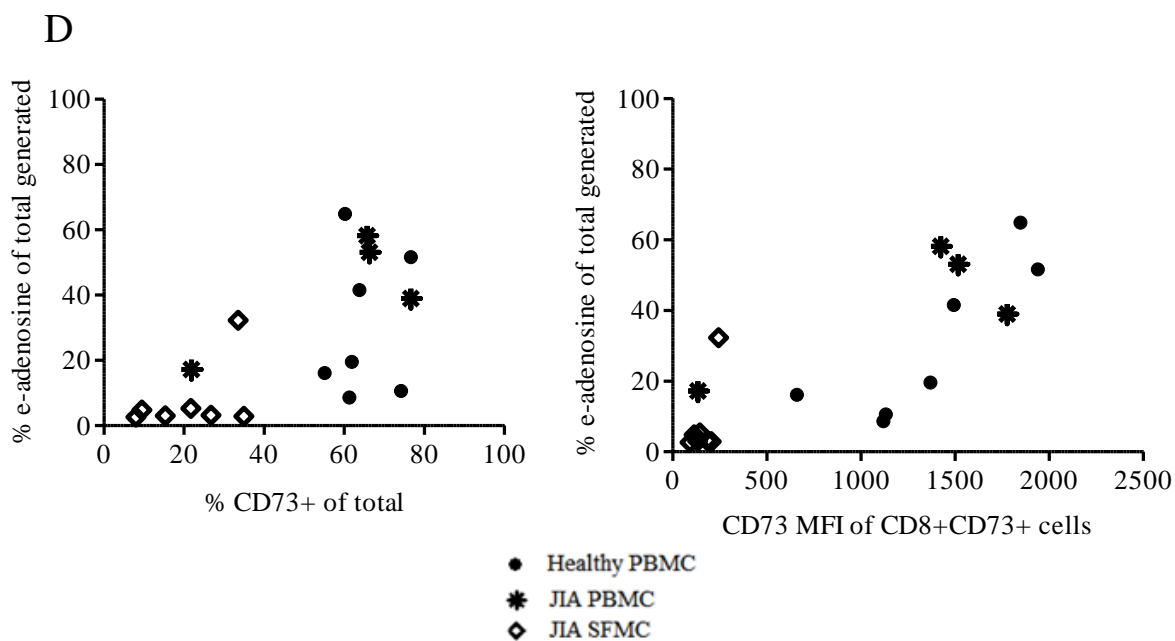 D
% e-adenosine of total generated
100
80
60
40
20
0
0 20 40 60 80 100
% CD73+ of total
% e-adenosine of total generated
100
80
60
40
20
0
0 500 1000 1500 2000 2500
CD73 MFI of CD8+CD73+ cells
Healthy PBMC
JIA PBMC
JIA SFMC